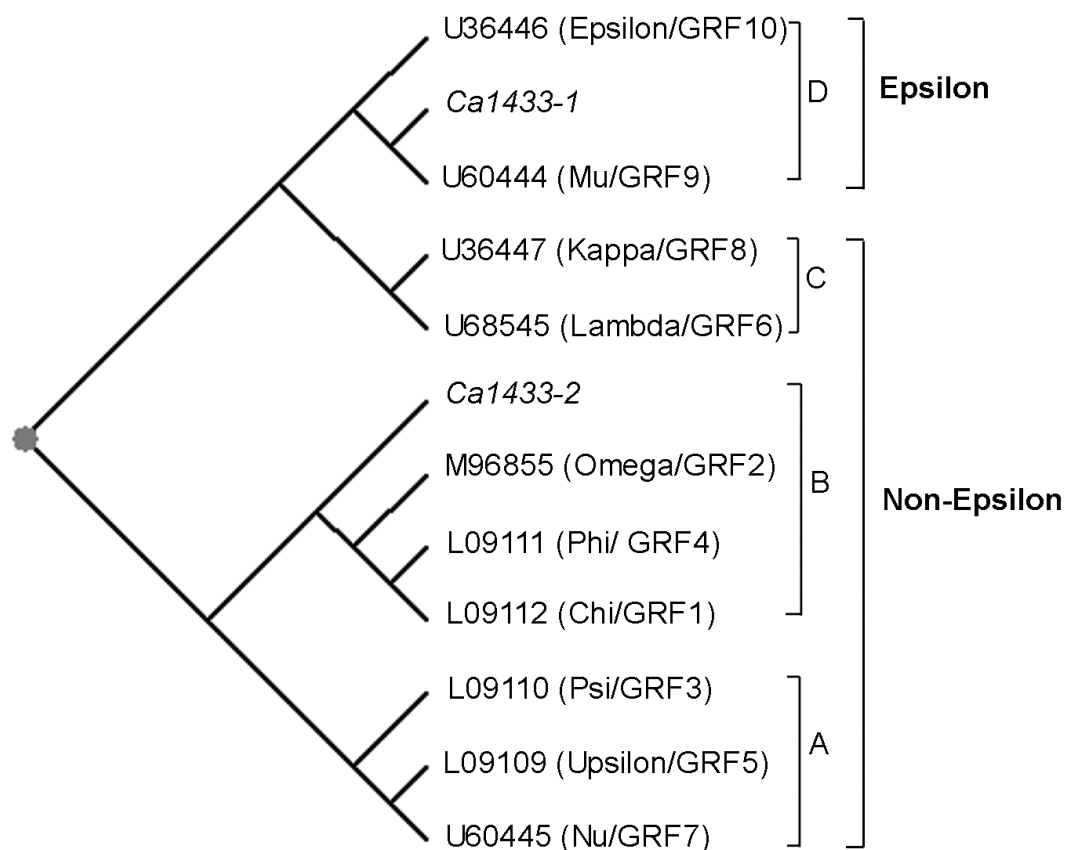 U36446 (Epsilon/GRF10)
D
Epsilon
Ca1433-1
U60444 (Mu/GRF9)
U36447 (Kappa/GRF8)
C
U68545 (Lambda/GRF6)
Ca1433-2
M96855 (Omega/GRF2)
B
Non-Epsilon
L09111 (Phi/ GRF4)
L09112 (Chi/GRF1)
L09110 (Psi/GRF3)
A
L09109 (Upsilon/GRF5)
U60445 (Nu/GRF7)